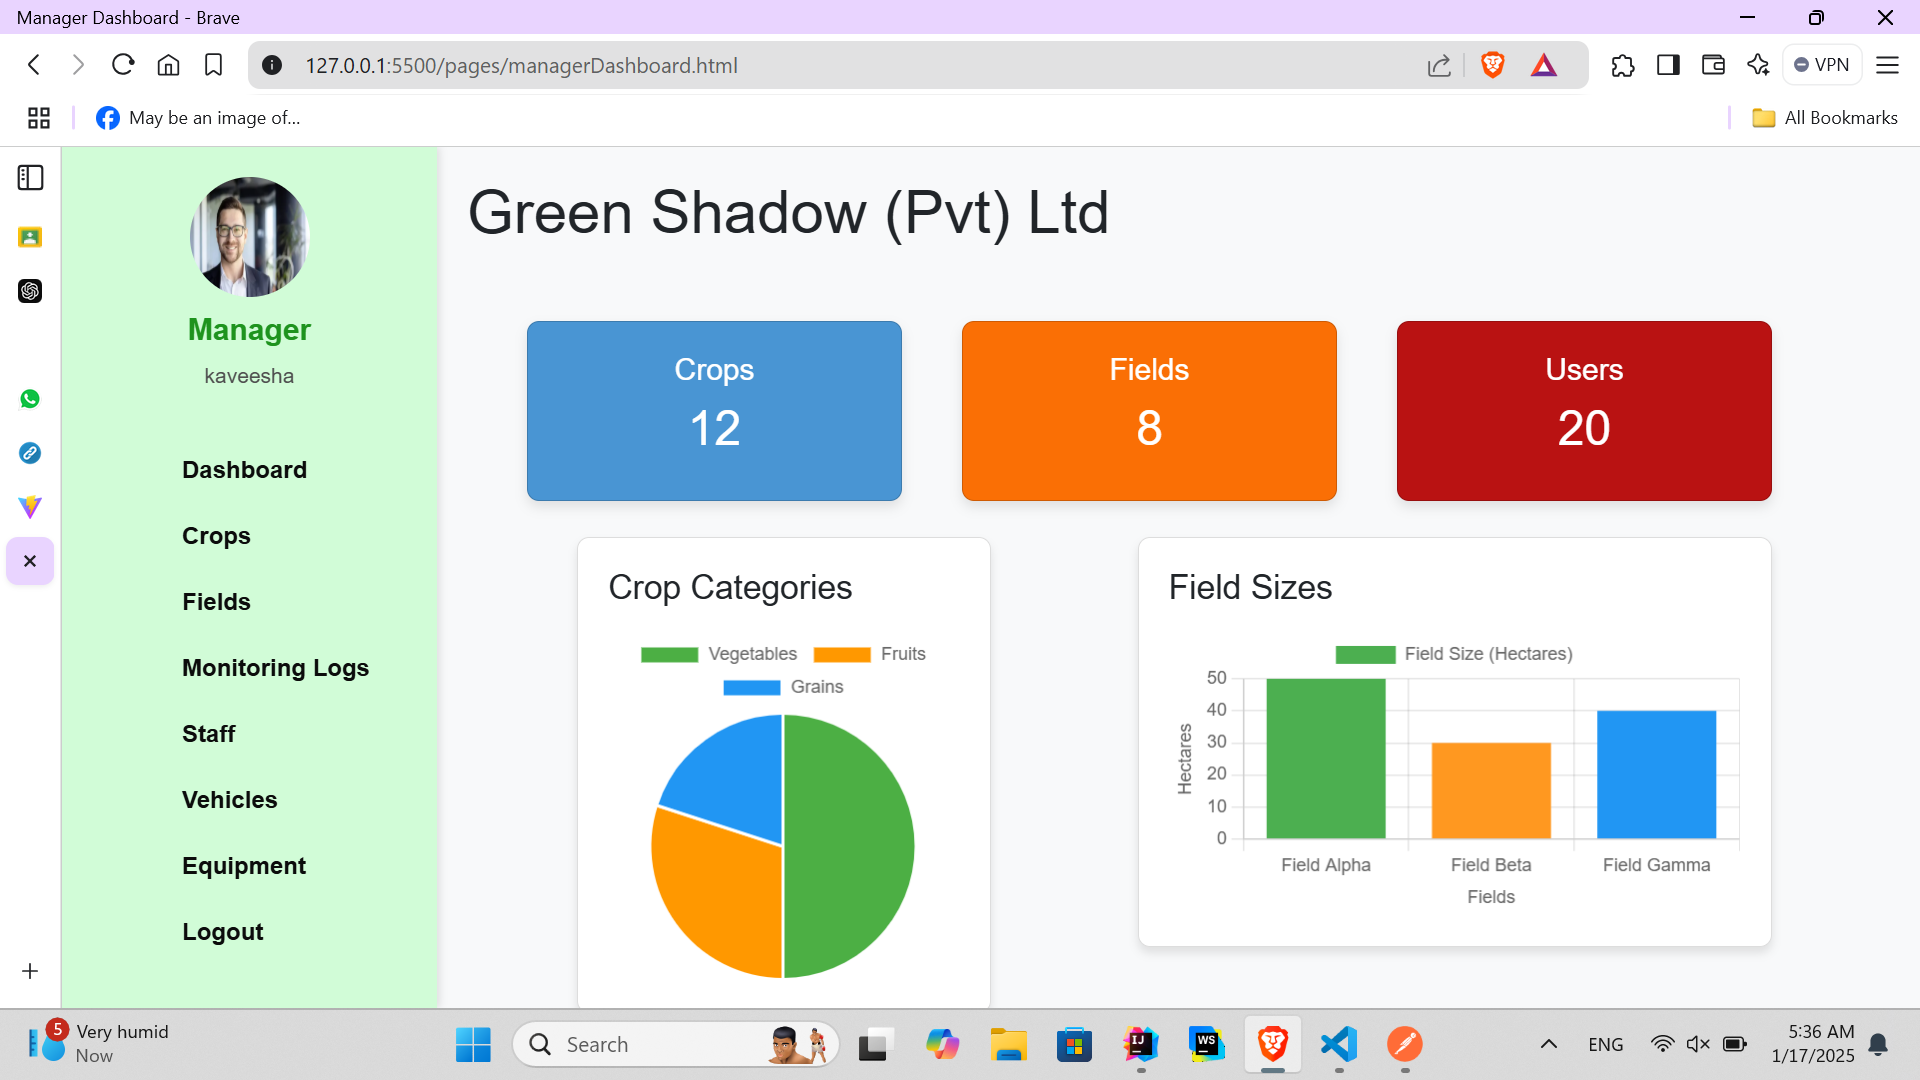 Manager Dashboard - Brave
127.0.0.1:5500/pages/managerDashboard.html
VPN
May be an image of...
All Bookmarks
Manager
kaveesha
Dashboard
Crops
Fields
Monitoring Logs
Staff
Vehicles
Equipment
Logout
Green Shadow (Pvt) Ltd
Crops
12
Fields
8
Users
20
Crop Categories
Vegetables
Fruits
Grains
Field Sizes
Field Size (Hectares)
Hectares
50
40
30
20
10
0
Field Alpha
Field Beta
Field Gamma
Fields
5
Very humid
Now
Search
IJ
WS
ENG
5:36 AM
1/17/2025